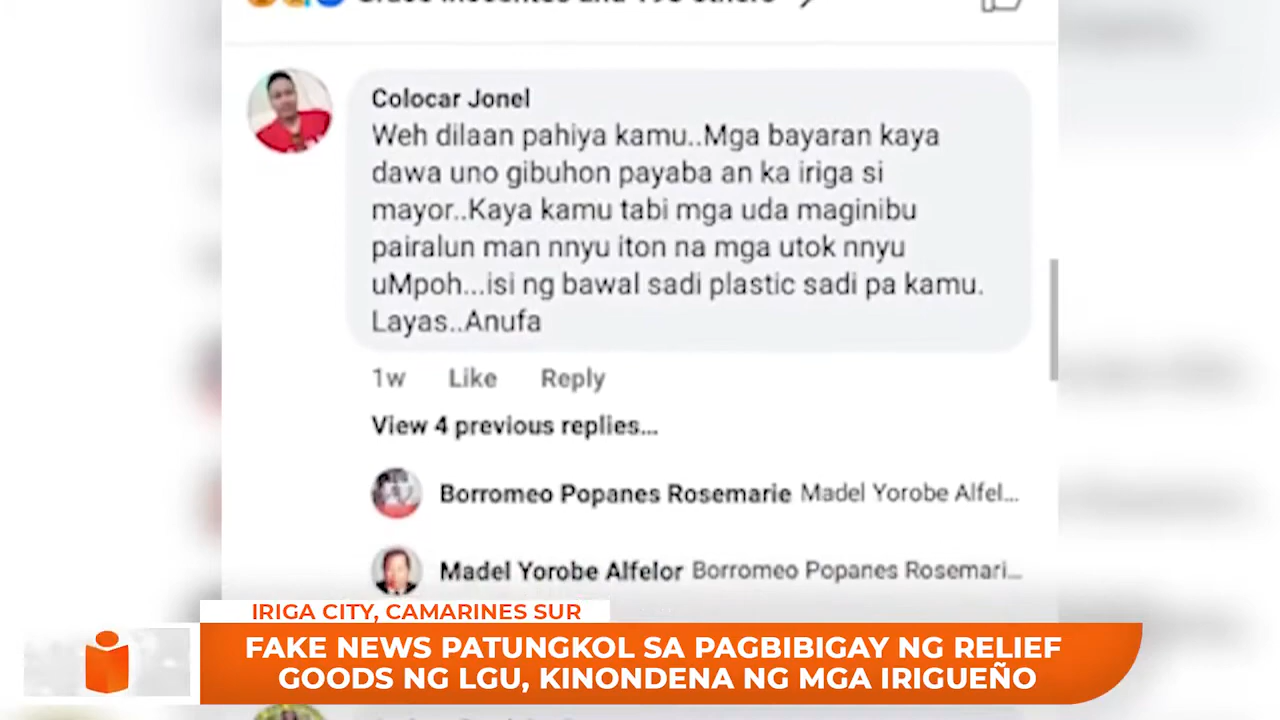 Colocar Jonel
Weh dilaan pahiya kamu..Mga bayaran kaya
dawa uno gibuhon payaba an ka iriga si
mayor..Kaya kamu tabi mga uda maginibu
pairalun man nnyu iton na mga utok nnyu
uMpoh...isi ng bawal sadi plastic sadi pa kamu.
Layas..Anufa
1w Like Reply
View 4 previous replies...
Borromeo Popanes Rosemarie Madel Yorobe Alfel...
Madel Yorobe Alfelor Borromeo Popanes Rosemari...
IRIGA CITY, CAMARINES SUR
FAKE NEWS PATUNGKOL SA PAGBIBIGAY NG RELIEF
GOODS NG LGU, KINONDENA NG MGA IRIGUEÑO